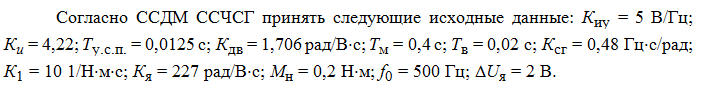 Согласно ССДМ ССЧСГ принять следующие исходные данные: Kиу = 5 В/Гц;
Kи = 4,22; Tу.с.п. = 0,0125 с; Kдв = 1,706 рад/В·с; Tм = 0,4 с; Tв = 0,02 с; Kсг = 0,48 Гц·с/рад;
K1 = 10 1/Н·м·с; Kя = 227 рад/В·с; Mн = 0,2 Н·м; f0 = 500 Гц; ΔUя = 2 В.